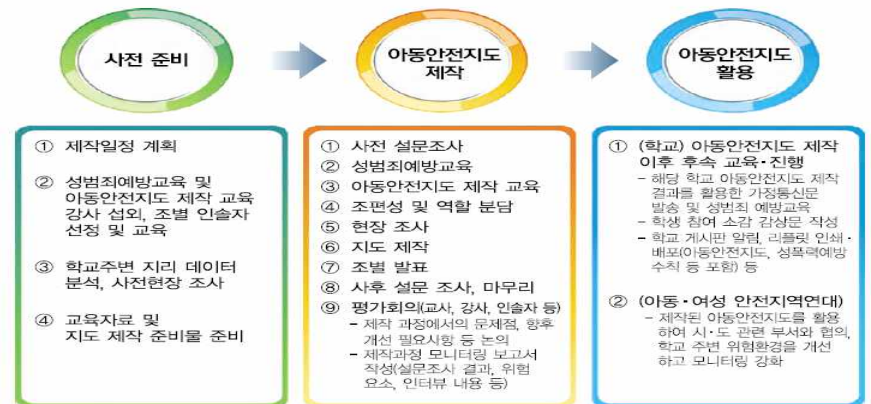 사전 준비
아동안전지도
제작
아동안전지도
활용
① 제작일정 계획
② 성범죄예방교육 및
아동안전지도 제작 교육
강사 섭외, 조별 인솔자
선정 및 교육
③ 학교주변 지리 데이터
분석, 사전현장 조사
④ 교육자료 및
지도 제작 준비물 준비
① 사전 설문조사
② 성범죄예방교육
③ 아동안전지도 제작 교육
④ 조편성 및 역할 분담
⑤ 현장 조사
⑥ 지도 제작
⑦ 조별 발표
⑧ 사후 설문 조사, 마무리
⑨ 평가회의(교사, 강사, 인솔자 등)
- 제작 과정에서의 문제점, 향후
개선 필요사항 등 논의
- 제작과정 모니터링 보고서
작성(설문조사 결과, 위험
요소, 인터뷰 내용 등)
① (학교) 아동안전지도 제작
이후 후속 교육·진행
- 해당 학교 아동안전지도 제작
결과를 활용한 가정통신문
발송 및 성범죄 예방교육
- 학생 참여 소감 감상문 작성
- 학교 게시판 알림, 리플릿 인쇄·
배포(아동안전지도, 성폭력예방
수칙 등 포함) 등
② (아동·여성 안전지역연대)
- 제작된 아동안전지도를 활용
하여 시·도 관련 부서와 협의,
학교 주변 위험환경을 개선
하고 모니터링 강화